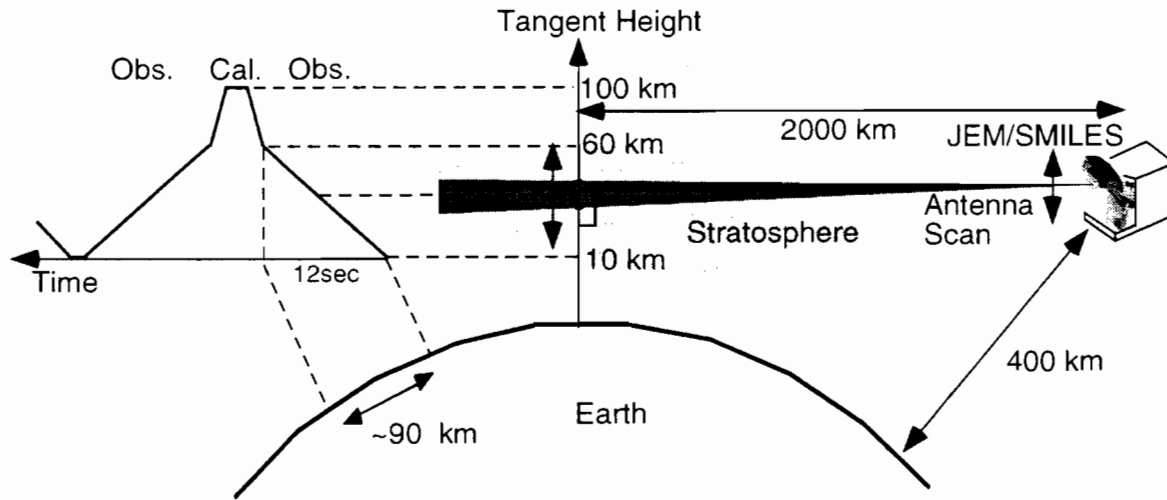 Tangent Height
Obs. Cal. Obs.
100 km
2000 km
60 km
JEM/SMILES
Antenna
Scan
Stratosphere
10 km
12sec
Time
400 km
~90 km
Earth